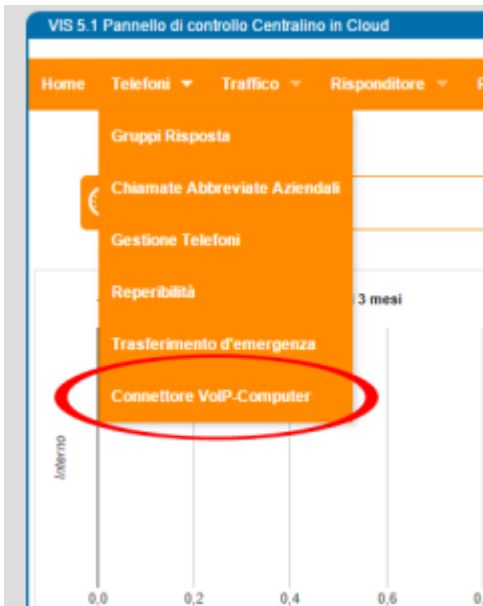 VIS 5.1 Pannello di controllo Centralino in Cloud
Home Telefoni Traffico Risponditore
Gruppi Risposta
Chiamate Abbreviate Aziendali
Gestione Telefoni
Reperibilità
3 mesi
Trasferimento d'emergenza
Connettore VoIP-Computer
Interno
0,0 0,2 0,4 0,6